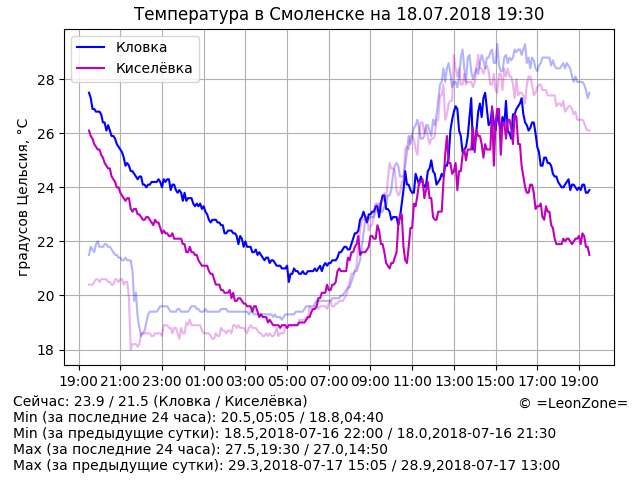 Температура в Смоленске на 18.07.2018 19:30
Кловка
Киселёвка
градусов Цельсия, °C
28
26
24
22
20
18
19:00 21:00 23:00 01:00 03:00 05:00 07:00 09:00 11:00 13:00 15:00 17:00 19:00
Сейчас: 23.9 / 21.5 (Кловка / Киселёвка)
© =LeonZone=
Min (за последние 24 часа): 20.5,05:05 / 18.8,04:40
Min (за предыдущие сутки): 18.5,2018-07-16 22:00 / 18.0,2018-07-16 21:30
Max (за последние 24 часа): 27.5,19:30 / 27.0,14:50
Max (за предыдущие сутки): 29.3,2018-07-17 15:05 / 28.9,2018-07-17 13:00